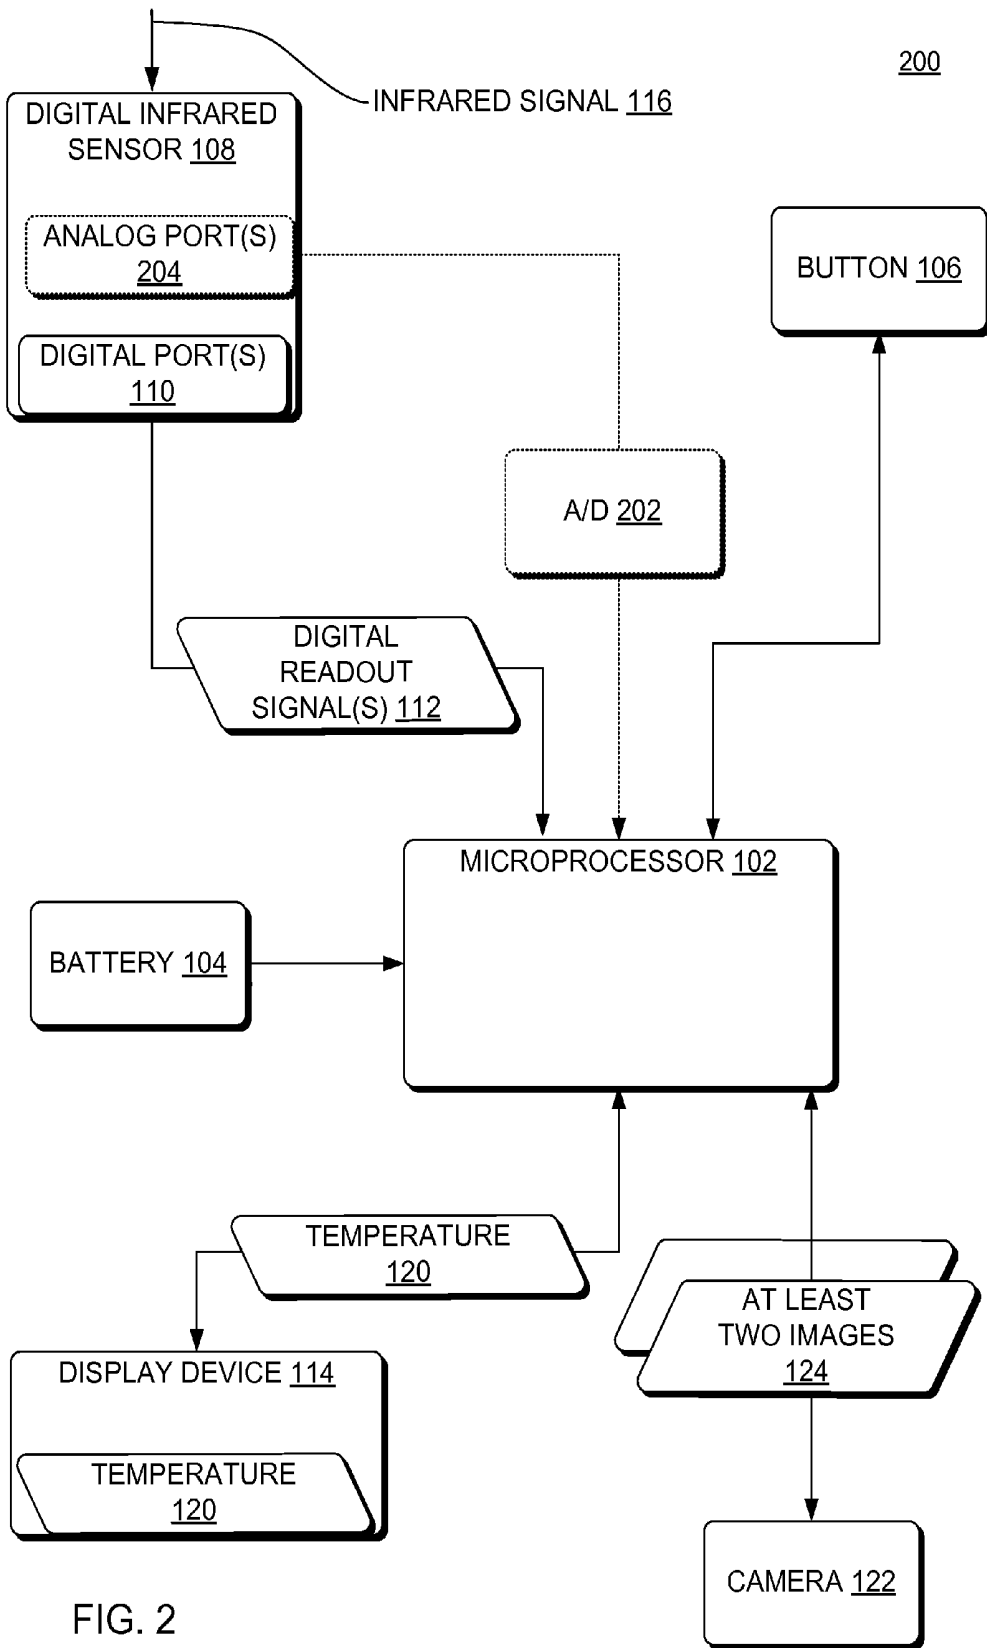 200
INFRARED SIGNAL 116
DIGITAL INFRARED
SENSOR 108
ANALOG PORT(S)
204
DIGITAL PORT(S)
110
BUTTON 106
A/D 202
DIGITAL
READOUT
SIGNAL(S) 112
MICROPROCESSOR 102
BATTERY 104
TEMPERATURE
120
AT LEAST
TWO IMAGES
124
DISPLAY DEVICE 114
TEMPERATURE
120
CAMERA 122
FIG. 2